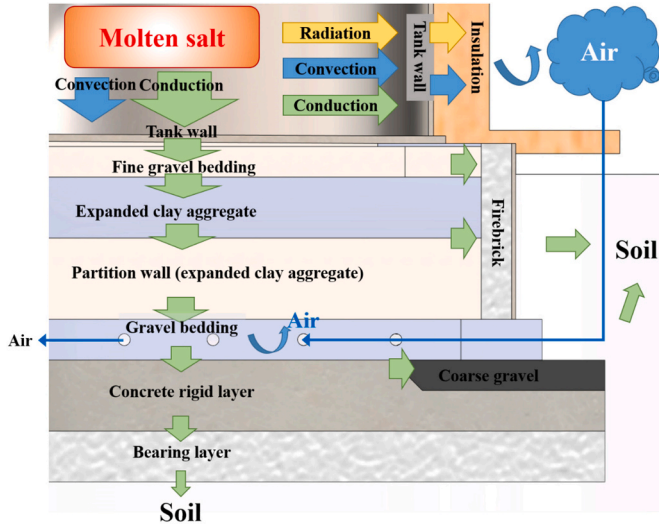 Molten salt
Radiation
Convection
Conduction
Tank wall
Insulation
Air
Convection
Conduction
Tank wall
Fine gravel bedding
Expanded clay aggregate
Firebrick
Soil
Partition wall (expanded clay aggregate)
Gravel bedding
Air
Air
Coarse gravel
Concrete rigid layer
Bearing layer
Soil